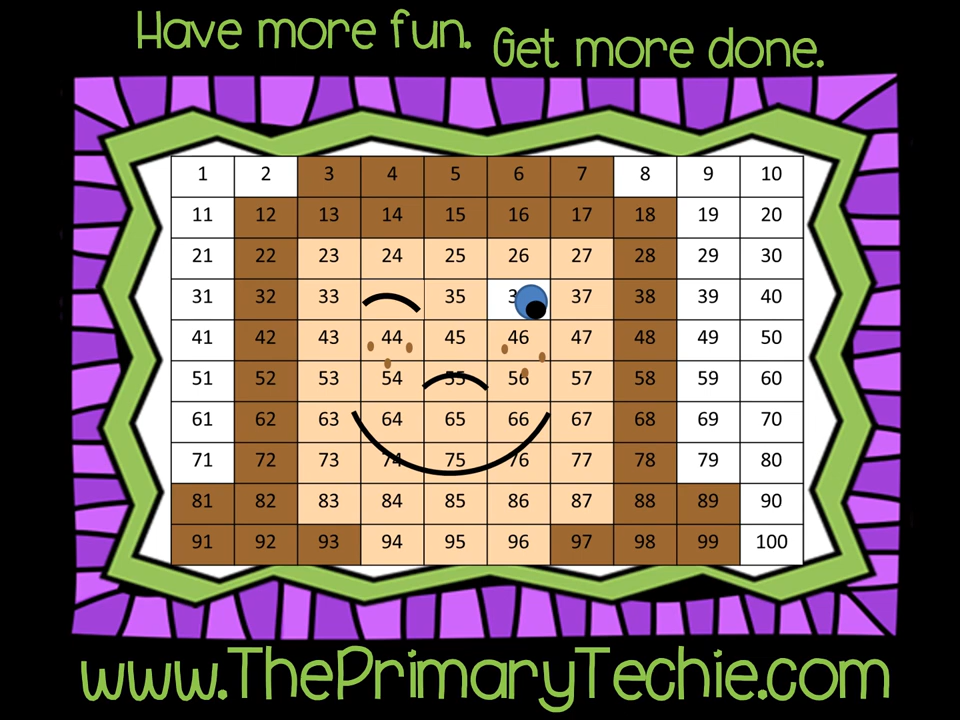 Have more fun. Get more done.
1 2 3 4 5 6 7 8 9 10
11 12 13 14 15 16 17 18 19 20
21 22 23 24 25 26 27 28 29 30
31 32 33 35 37 38 39 40
41 42 43 44 45 46 47 48 49 50
51 52 53 54 55 56 57 58 59 60
61 62 63 64 65 66 67 68 69 70
71 72 73 74 75 76 77 78 79 80
81 82 83 84 85 86 87 88 89 90
91 92 93 94 95 96 97 98 99 100
www.ThePrimaryTechie.com